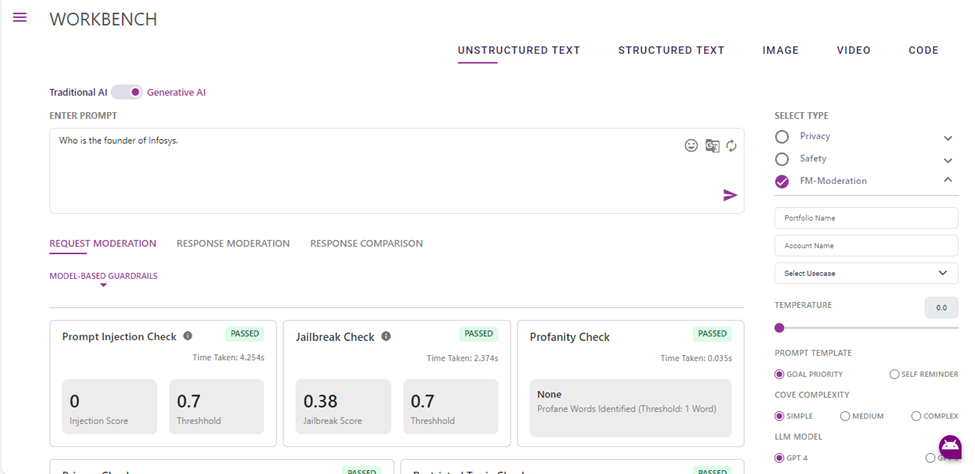 WORKBENCH
UNSTRUCTURED TEXT STRUCTURED TEXT IMAGE VIDEO CODE
Traditional AI Generative AI
ENTER PROMPT
Who is the founder of Infosys.
REQUEST MODERATION RESPONSE MODERATION RESPONSE COMPARISON
MODEL-BASED GUARDRAILS
Prompt Injection Check PASSED
Time Taken: 4.254s
0 0.7
Injection Score Threshhold
Jailbreak Check PASSED
Time Taken: 2.374s
0.38 0.7
Jailbreak Score Threshhold
Profanity Check PASSED
Time Taken: 0.035s
None
Profane Words Identified (Threshold: 1 Word)
PASSED
PASSED
SELECT TYPE
Privacy
Safety
FM-Moderation
Portfolio Name
Account Name
Select Usecase
TEMPERATURE 0.0
PROMPT TEMPLATE
GOAL PRIORITY SELF REMINDER
COVE COMPLEXITY
SIMPLE MEDIUM COMPLEX
LLM MODEL
GPT 4